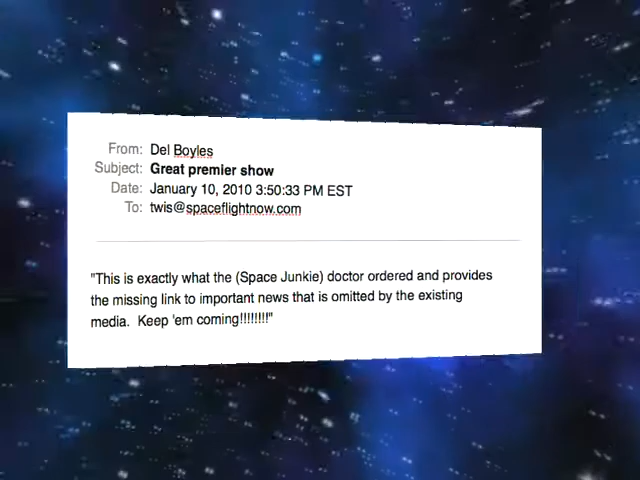 From: Del Boyles
Subject: Great premier show
Date: January 10, 2010 3:50:33 PM EST
To: twis@spaceflightnow.com
"This is exactly what the (Space Junkie) doctor ordered and provides
the missing link to important news that is omitted by the existing
media.  Keep 'em coming!!!!!!!!"